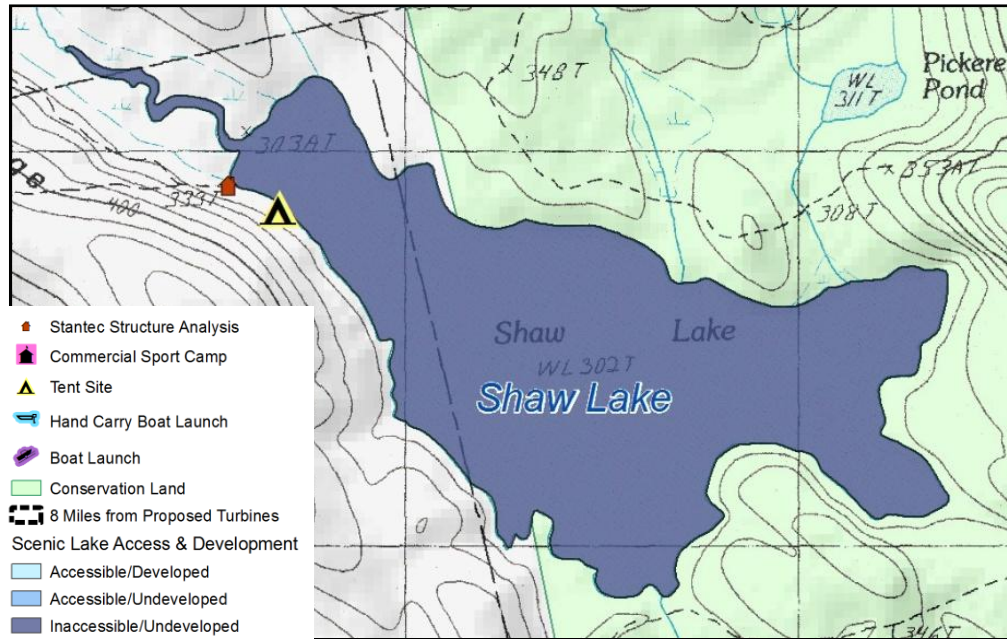 348T
Pickere
Pond
WL
311T
303AT
353AT
333T
308T
400
Shaw Lake
WL 302T
Shaw Lake
Stantec Structure Analysis
Commercial Sport Camp
Tent Site
Hand Carry Boat Launch
Boat Launch
Conservation Land
8 Miles from Proposed Turbines
Scenic Lake Access & Development
Accessible/Developed
Accessible/Undeveloped
Inaccessible/Undeveloped